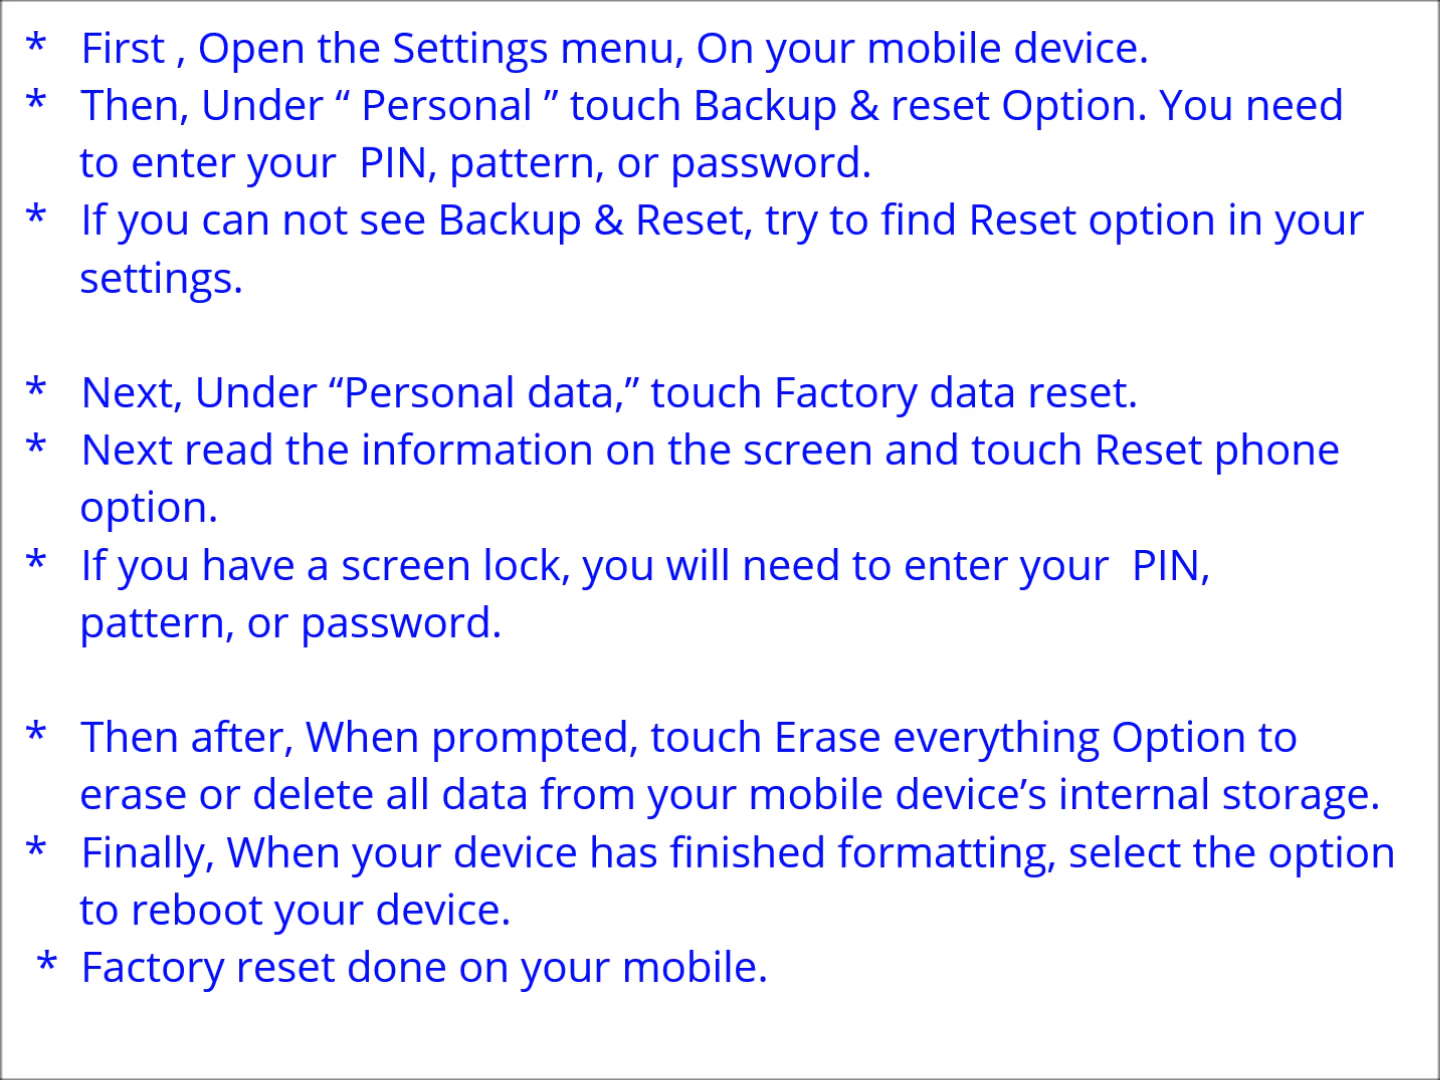 * First , Open the Settings menu, On your mobile device.
* Then, Under “ Personal ” touch Backup & reset Option. You need
to enter your  PIN, pattern, or password.
* If you can not see Backup & Reset, try to find Reset option in your
settings.
* Next, Under “Personal data,” touch Factory data reset.
* Next read the information on the screen and touch Reset phone
option.
* If you have a screen lock, you will need to enter your  PIN,
pattern, or password.
* Then after, When prompted, touch Erase everything Option to
erase or delete all data from your mobile device’s internal storage.
* Finally, When your device has finished formatting, select the option
to reboot your device.
* Factory reset done on your mobile.